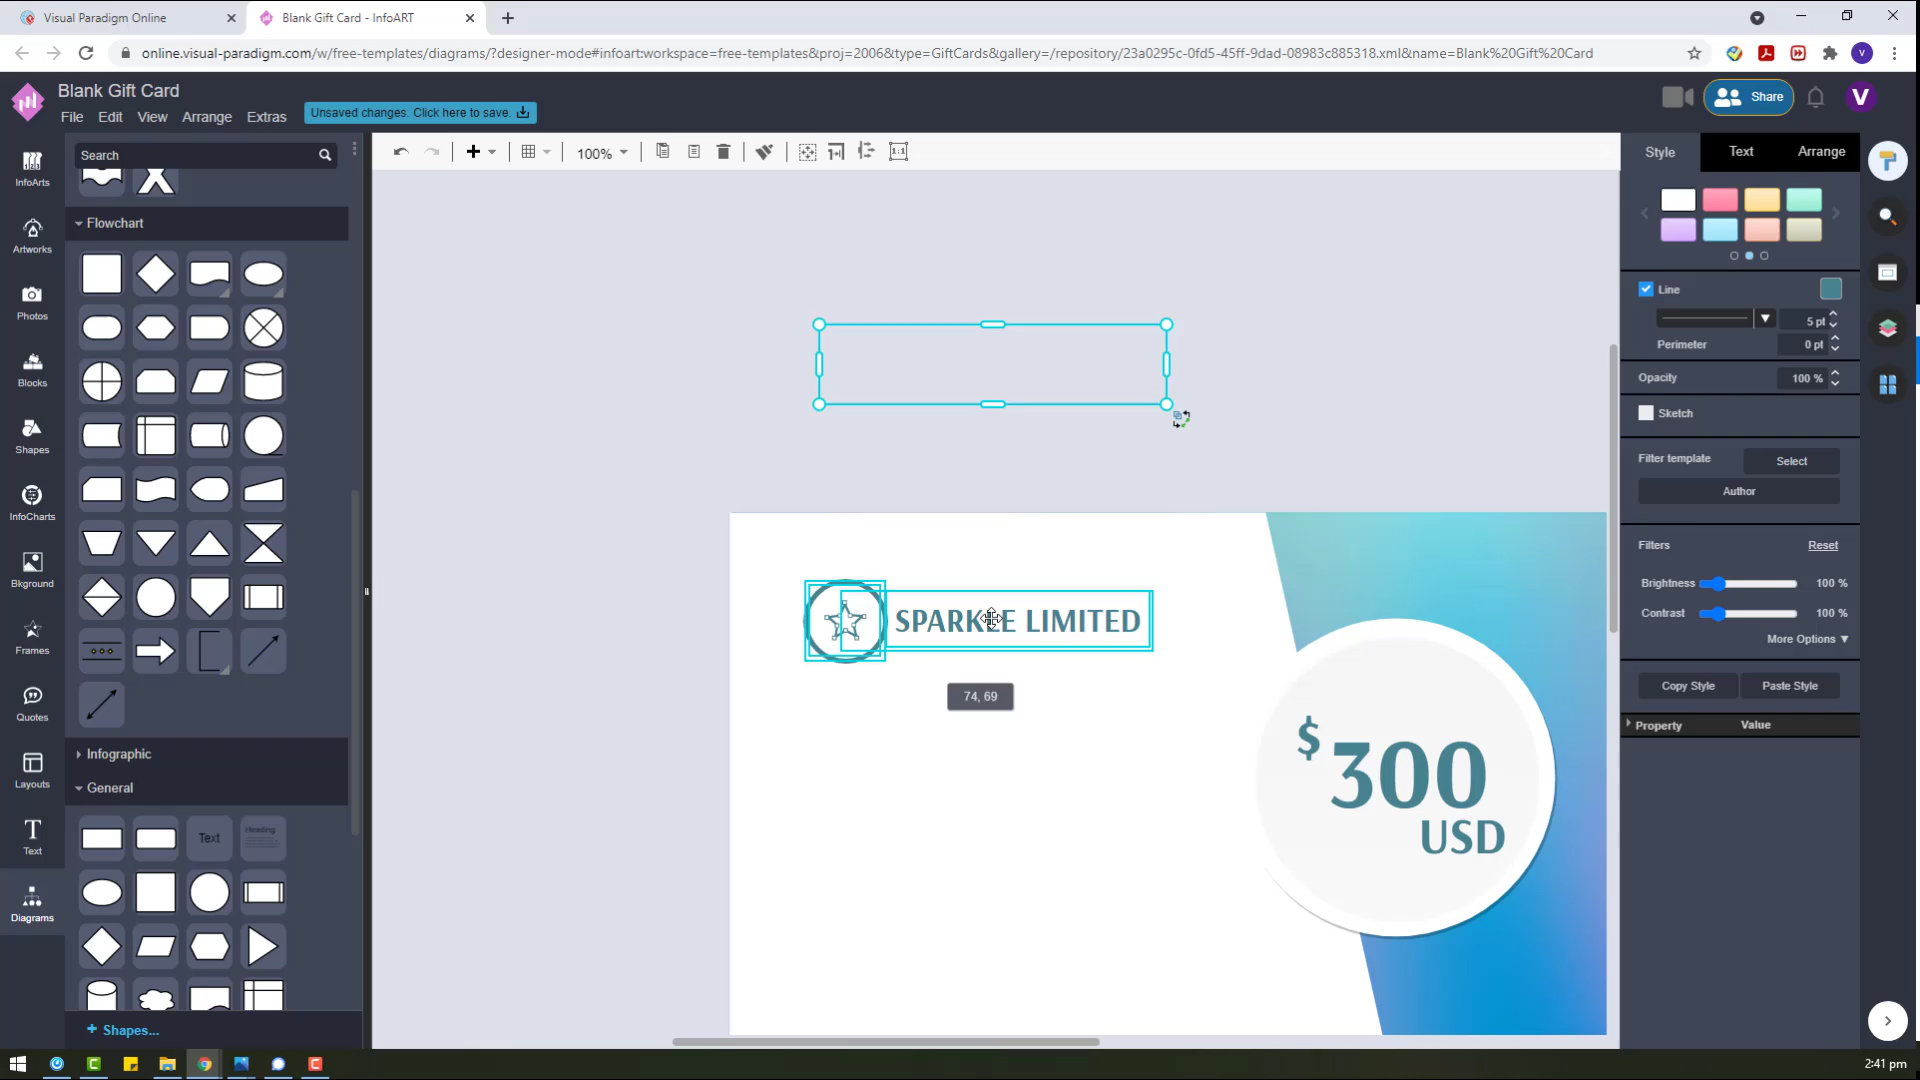 Visual Paradigm Online
Blank Gift Card - InfoART
online.visual-paradigm.com/w/free-templates/diagrams/?designer-mode#infoart:workspace=free-templates&proj=2006&type=GiftCards&gallery=/repository/23a0295c-0fd5-45ff-9dad-08983c885318.xml&name=Blank%20Gift%20Card
V
Blank Gift Card
File Edit View Arrange Extras
Unsaved changes. Click here to save.
Share
V
Search
100%
1:1
Style Text Arrange
InfoArts
Artworks
Photos
Blocks
Shapes
InfoCharts
Bkground
Frames
Quotes
Layouts
Text
Diagrams
Flowchart
Infographic
General
Text
Heading
+ Shapes...
SPARKLE LIMITED
74, 69
$
300
USD
Line
5 pt
Perimeter 0 pt
Opacity 100 %
Sketch
Filter template Select
Author
Filters Reset
Brightness 100 %
Contrast 100 %
More Options ▼
Copy Style Paste Style
Property Value
2:41 pm